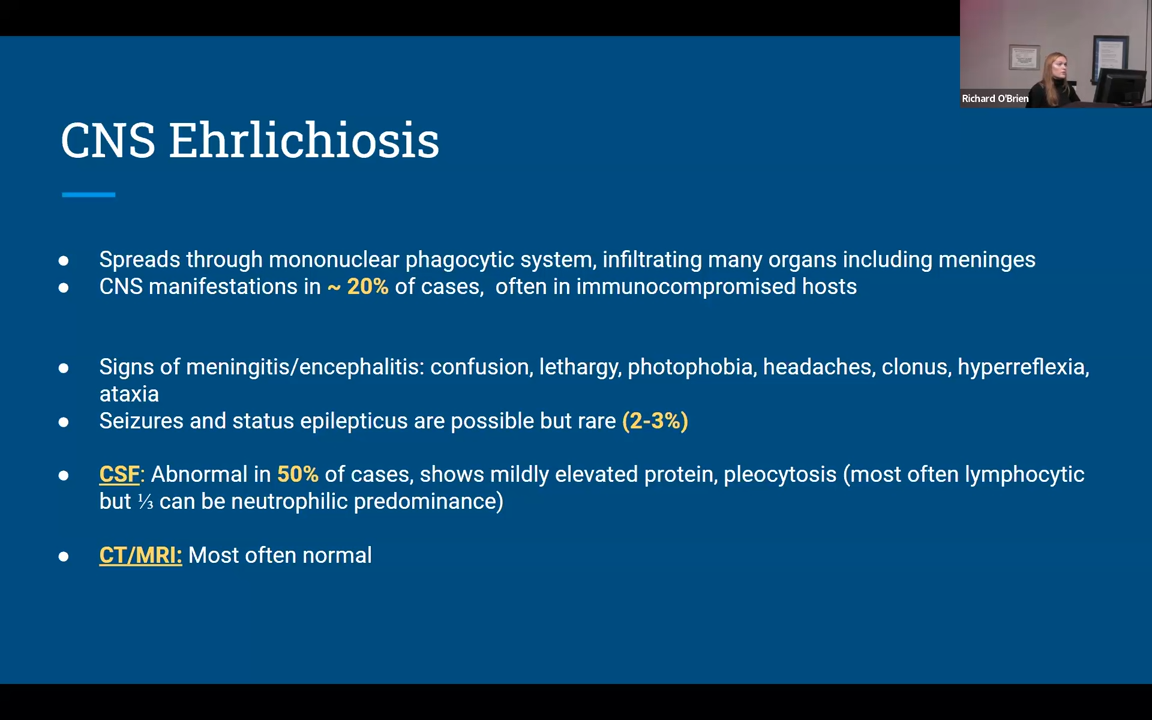 Richard O'Brien
CNS Ehrlichiosis
● Spreads through mononuclear phagocytic system, infiltrating many organs including meninges
● CNS manifestations in ~ 20% of cases,  often in immunocompromised hosts
● Signs of meningitis/encephalitis: confusion, lethargy, photophobia, headaches, clonus, hyperreflexia,
ataxia
● Seizures and status epilepticus are possible but rare (2-3%)
● CSF: Abnormal in 50% of cases, shows mildly elevated protein, pleocytosis (most often lymphocytic
but ⅓ can be neutrophilic predominance)
● CT/MRI: Most often normal